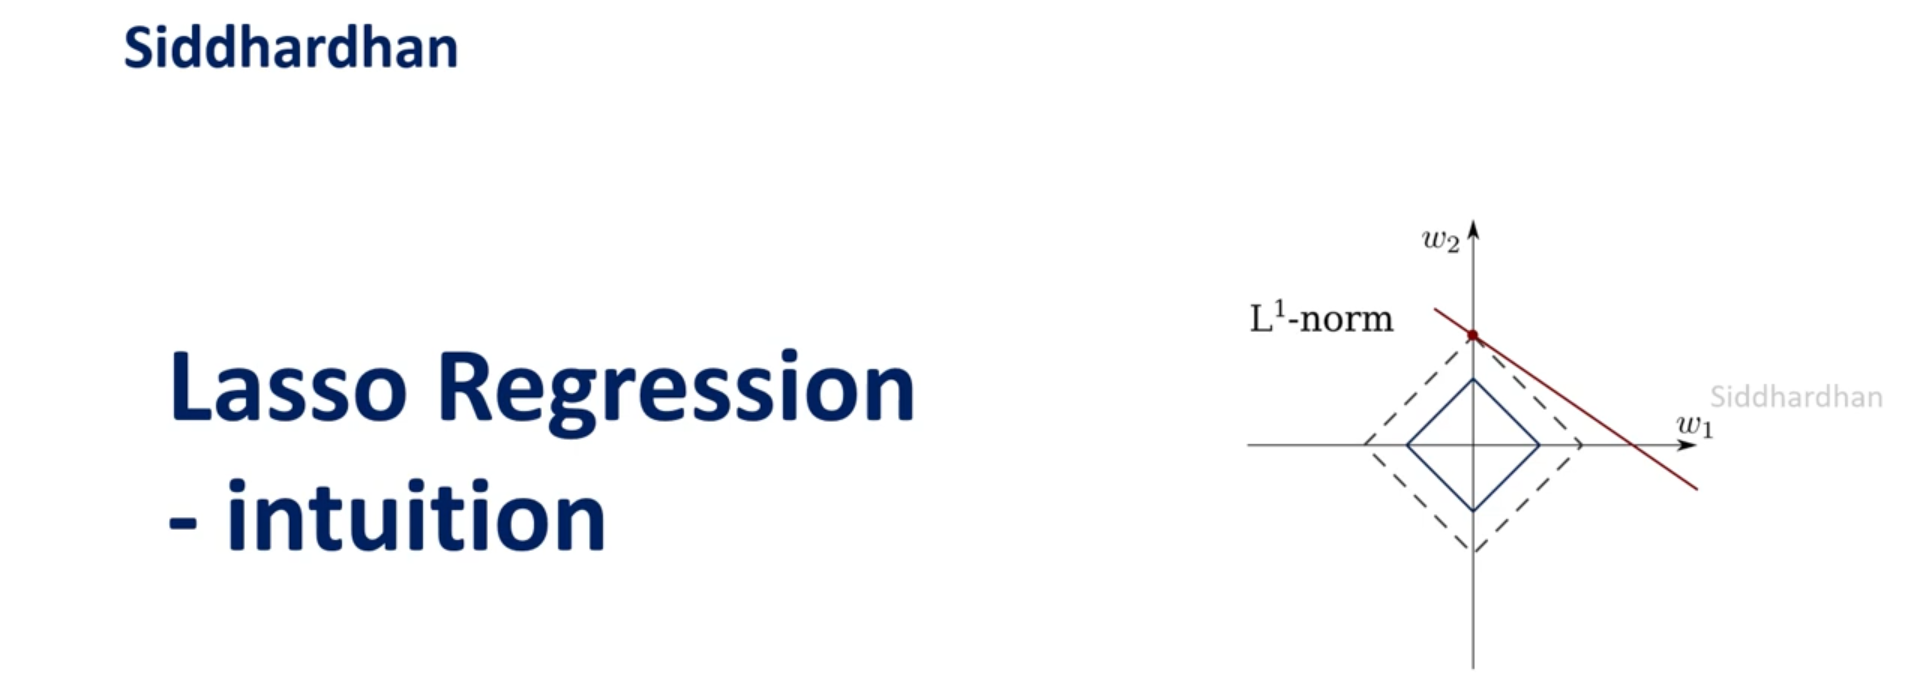 Siddhardhan
w₂
L¹-norm
Siddhardhan
Lasso Regression
w₁
- intuition